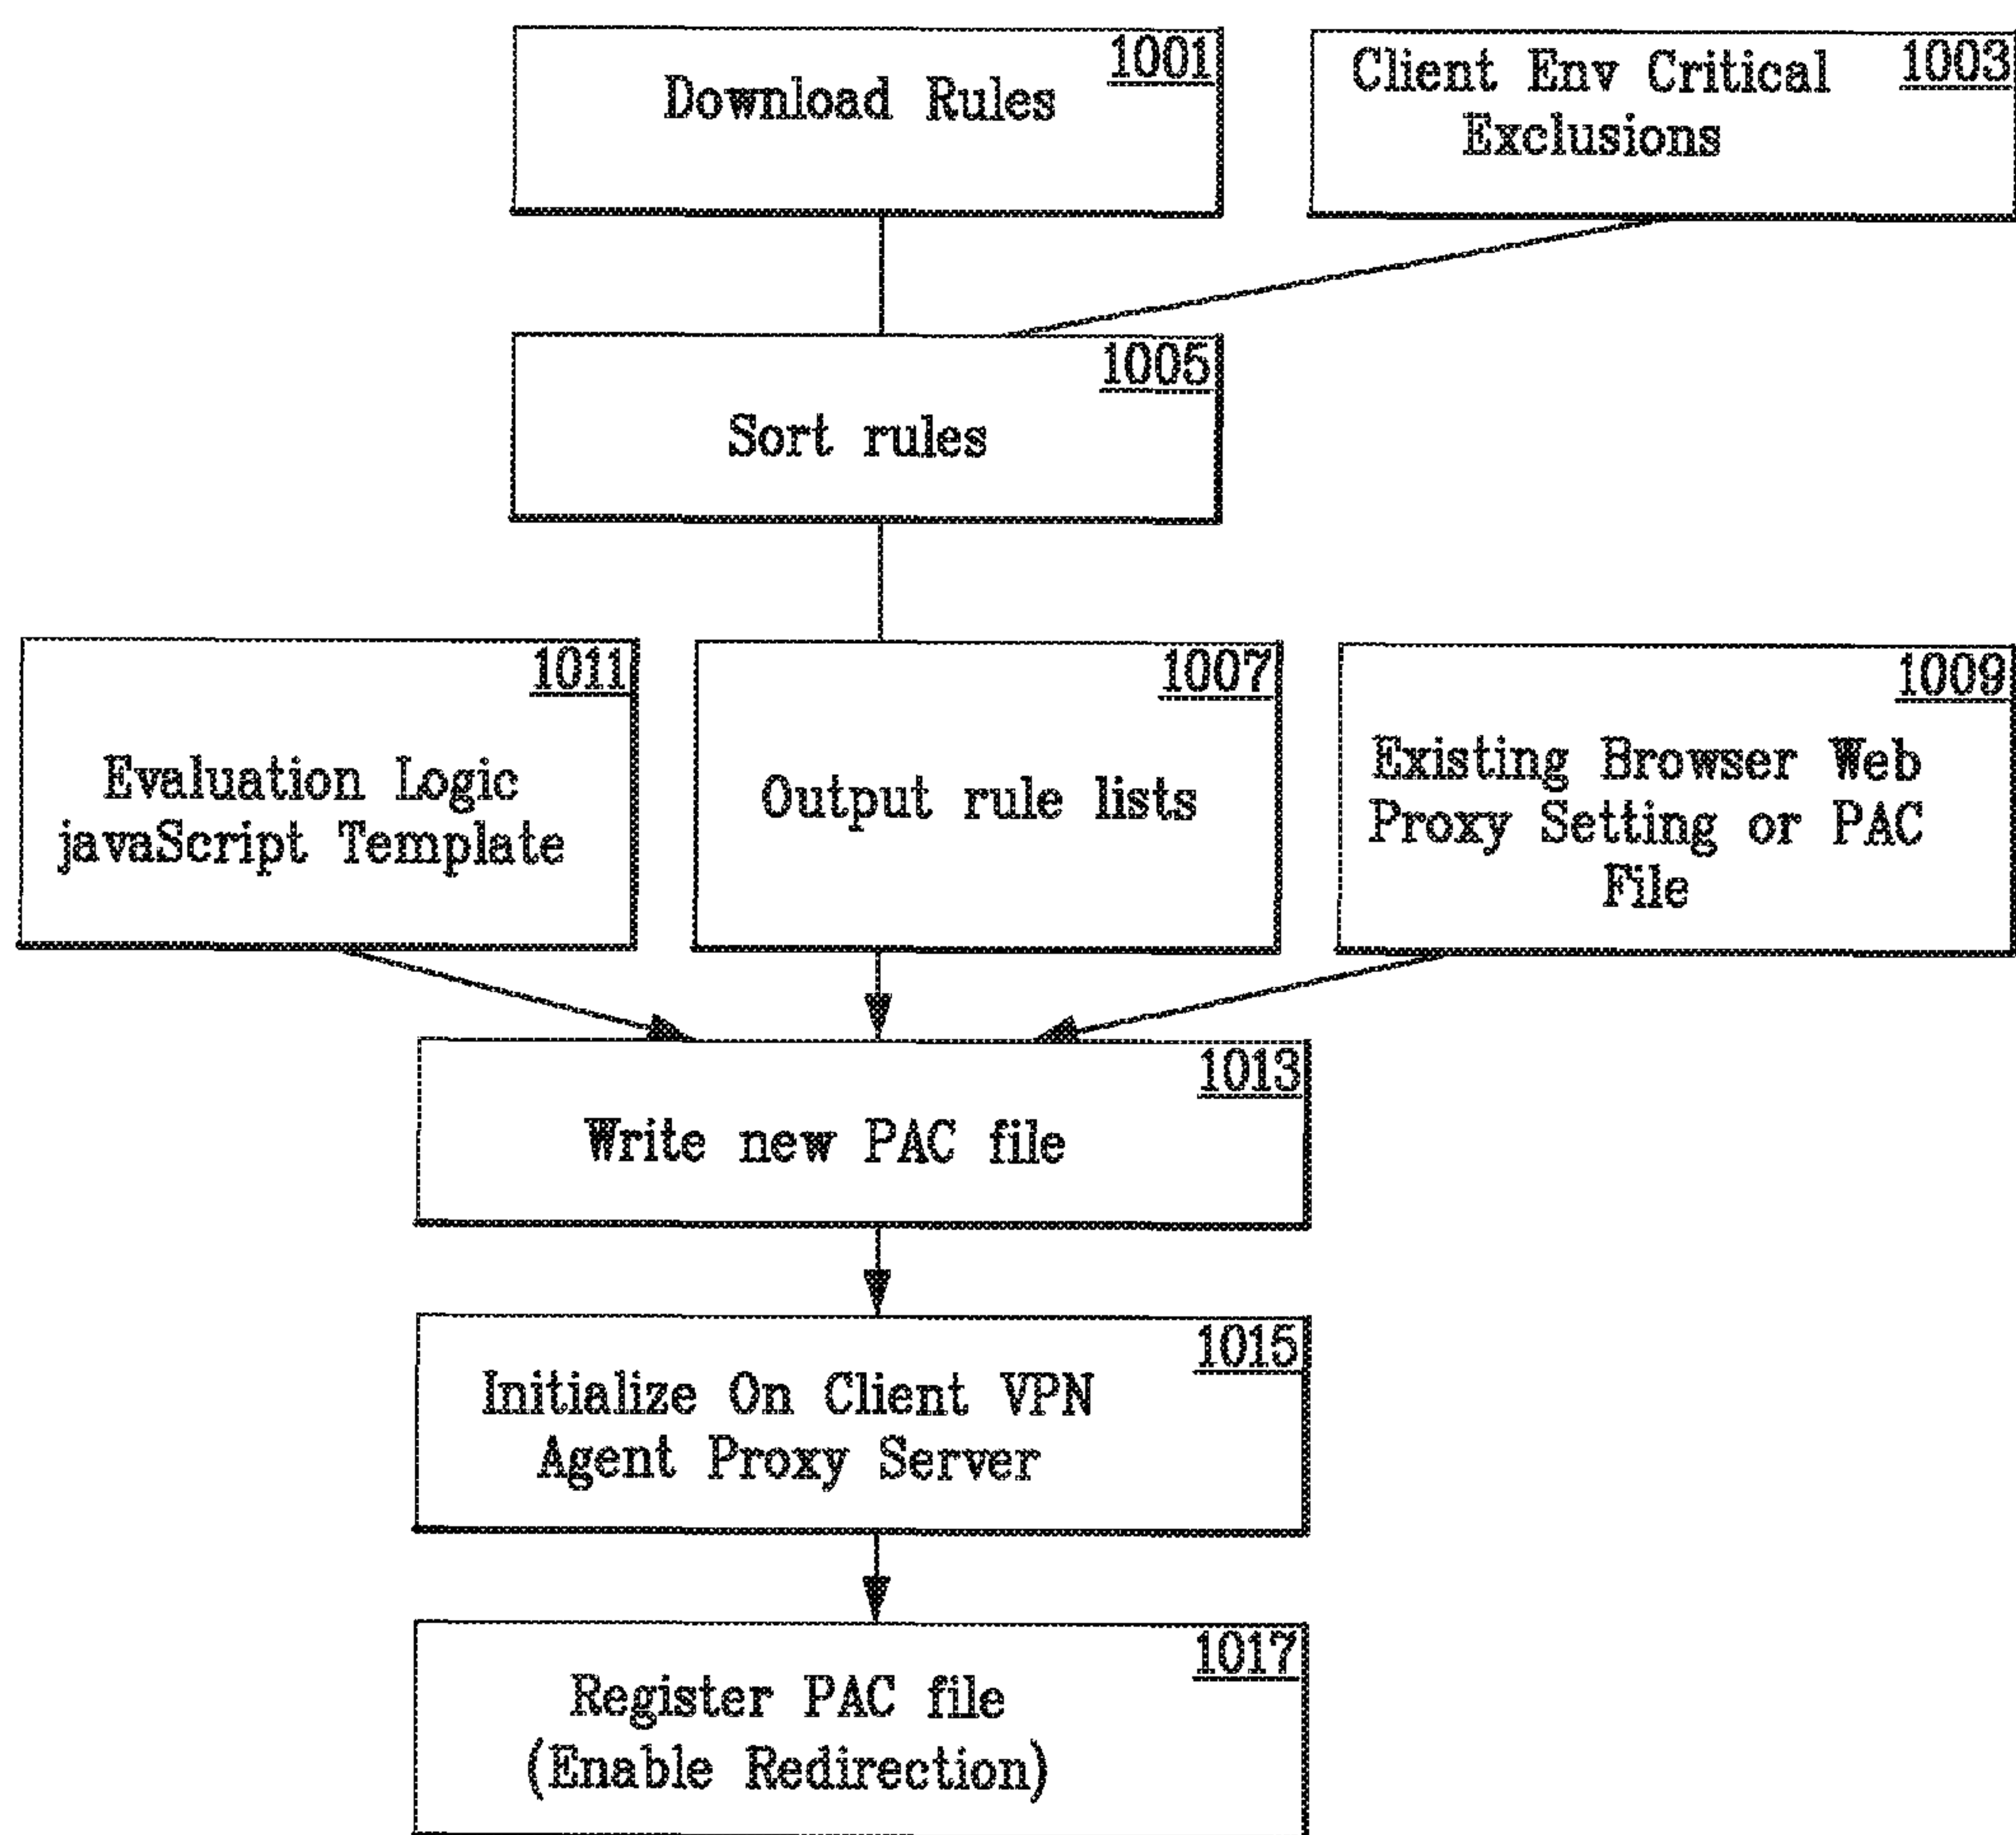 1001
Download Rules
1003
Client Env Critical
Exclusions
1005
Sort rules
1011
Evaluation Logic
javaScript Template
1007
Output rule lists
1009
Existing Browser Web
Proxy Setting or PAC
File
1013
Write new PAC file
1015
Initialize On Client VPN
Agent Proxy Server
1017
Register PAC file
(Enable Redirection)